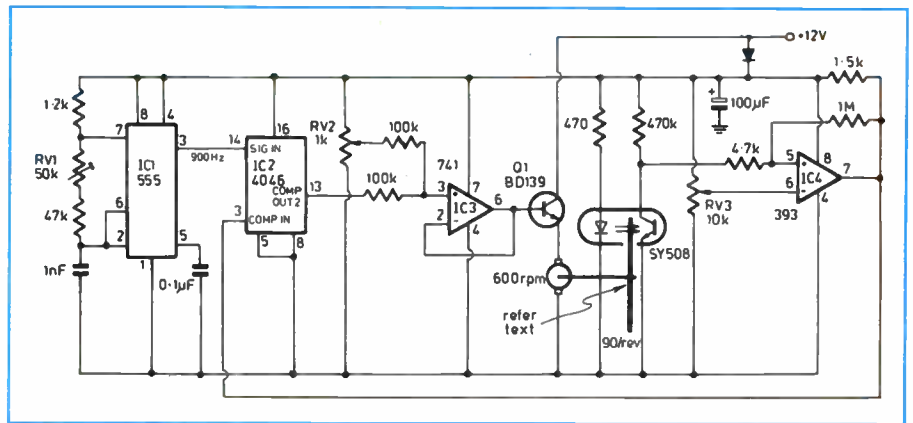 +12V
1·2k
8
4
7
3
IC1
555
RV1
50k
47k
6
2
5
1
1nF
0·1µF
900Hz
14
16
SIG IN
IC2
4046
COMP
OUT2
13
3
COMP IN
5
8
RV2
1k
100k
100k
741
3
7
IC3
6
2
4
Q1
BD139
600rpm
refer
text
90/rev
470
470k
SY508
100µF
+
1·5k
1M
4·7k
RV3
10k
5
8
IC4
7
6
4
393